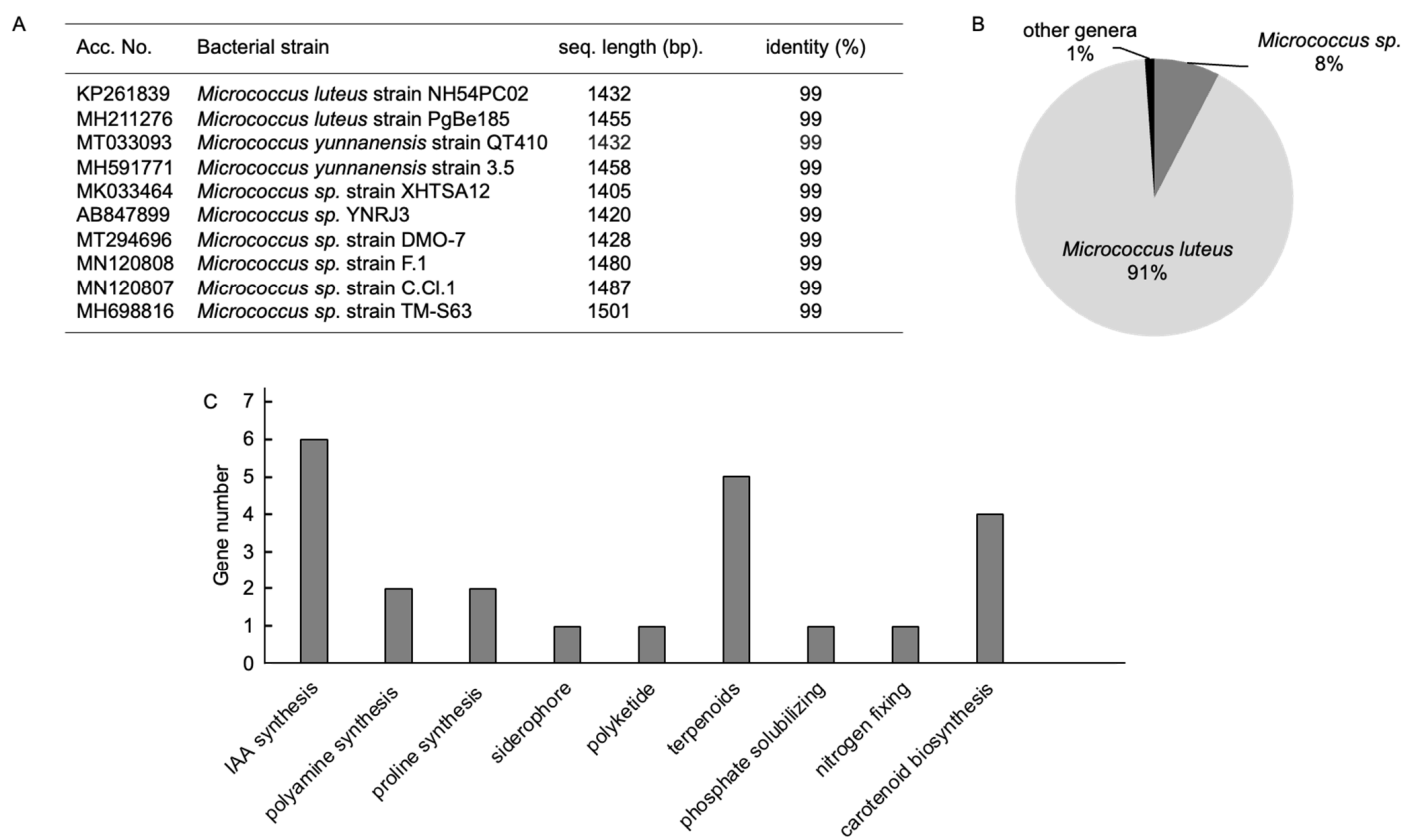 A
Acc. No. Bacterial strain seq. length (bp). identity (%)
KP261839 Micrococcus luteus strain NH54PC02 1432 99
MH211276 Micrococcus luteus strain PgBe185 1455 99
MT033093 Micrococcus yunnanensis strain QT410 1432 99
MH591771 Micrococcus yunnanensis strain 3.5 1458 99
MK033464 Micrococcus sp. strain XHTSA12 1405 99
AB847899 Micrococcus sp. YNRJ3 1420 99
MT294696 Micrococcus sp. strain DMO-7 1428 99
MN120808 Micrococcus sp. strain F.1 1480 99
MN120807 Micrococcus sp. strain C.Cl.1 1487 99
MH698816 Micrococcus sp. strain TM-S63 1501 99
B
other genera
1%
Micrococcus sp.
8%
Micrococcus luteus
91%
C
Gene number
7
6
5
4
3
2
1
0
IAA synthesis
polyamine synthesis
proline synthesis
siderophore
polyketide
terpenoids
phosphate solubilizing
nitrogen fixing
carotenoid biosynthesis